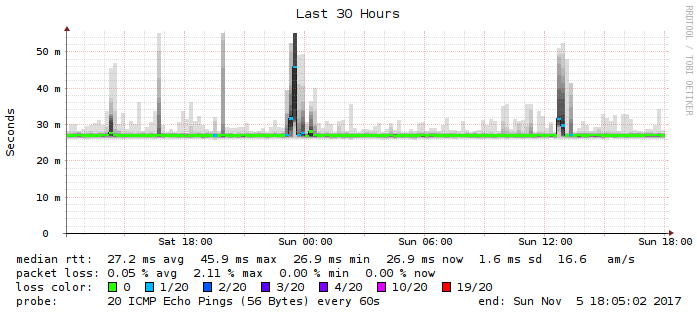 Last 30 Hours
RRDTOOL / TOBI OETIKER
Seconds
50 m
40 m
30 m
20 m
10 m
0
Sat 18:00 Sun 00:00 Sun 06:00 Sun 12:00 Sun 18:00
median rtt: 27.2 ms avg 45.9 ms max 26.9 ms min 26.9 ms now 1.6 ms sd 16.6 am/s
packet loss: 0.05 % avg 2.11 % max 0.00 % min 0.00 % now
loss color: 0 1/20 2/20 3/20 4/20 10/20 19/20
probe: 20 ICMP Echo Pings (56 Bytes) every 60s end: Sun Nov 5 18:05:02 2017